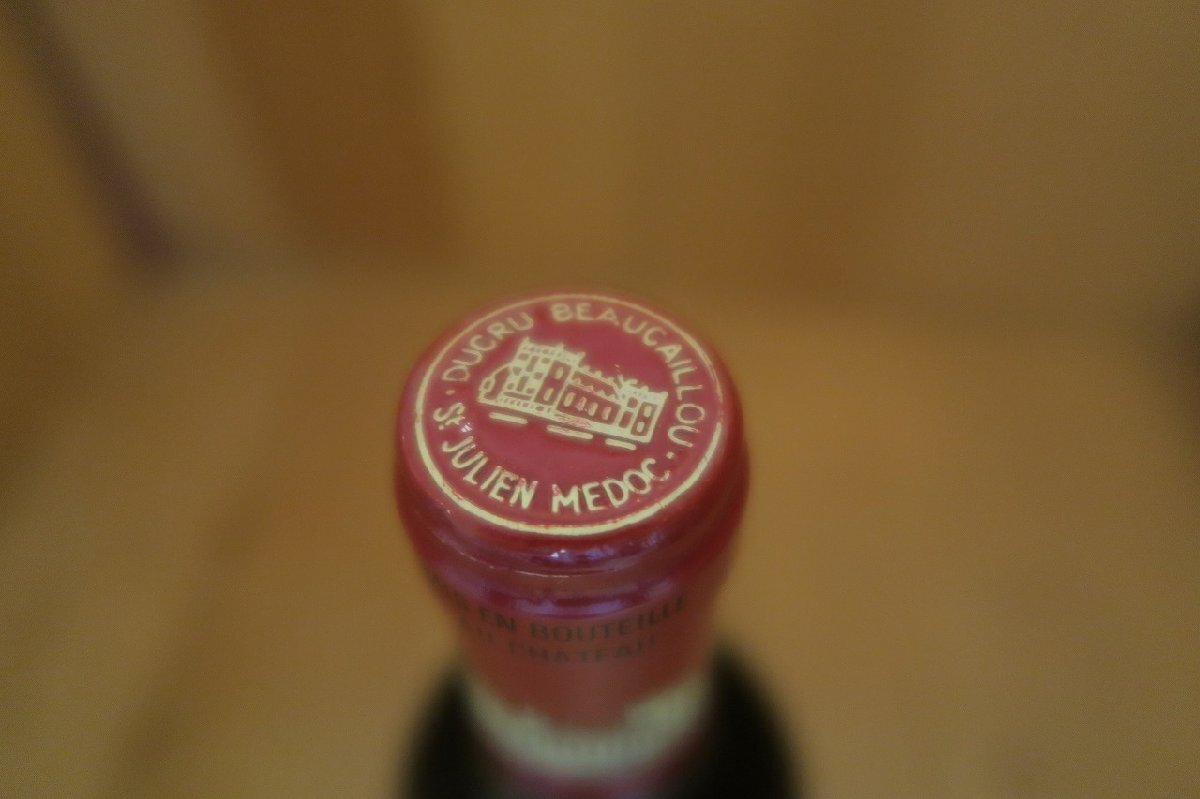 DUCRU BEAUCAILLOU
St JULIEN MEDOC
EN BOUTEILLE
CHATEAU